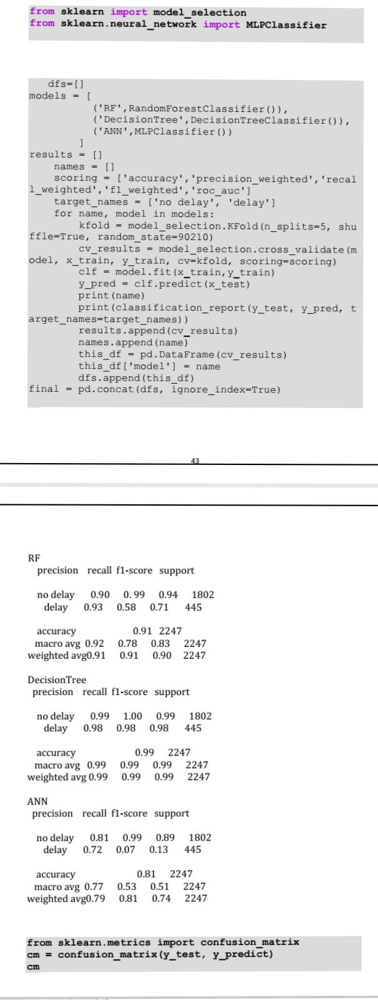 from sklearn import model_selection
from sklearn.neural_network import MLPClassifier
dfs=[]
models = [
('RF',RandomForestClassifier()),
('DecisionTree',DecisionTreeClassifier()),
('ANN',MLPClassifier())
]
results = []
names = []
scoring = ['accuracy','precision_weighted','recal
l_weighted','f1_weighted','roc_auc']
target_names = ['no delay', 'delay']
for name, model in models:
kfold = model_selection.KFold(n_splits=5, shu
ffle=True, random_state=90210)
cv_results = model_selection.cross_validate(m
odel, x_train, y_train, cv=kfold, scoring=scoring)
clf = model.fit(x_train,y_train)
y_pred = clf.predict(x_test)
print(name)
print(classification_report(y_test, y_pred, t
arget_names=target_names))
results.append(cv_results)
names.append(name)
this_df = pd.DataFrame(cv_results)
this_df['model'] = name
dfs.append(this_df)
final = pd.concat(dfs, ignore_index=True)
43
RF
precision recall f1-score support
no delay 0.90 0. 99 0.94 1802
delay 0.93 0.58 0.71 445
accuracy 0.91 2247
macro avg 0.92 0.78 0.83 2247
weighted avg0.91 0.91 0.90 2247
DecisionTree
precision recall f1-score support
no delay 0.99 1.00 0.99 1802
delay 0.98 0.98 0.98 445
accuracy 0.99 2247
macro avg 0.99 0.99 0.99 2247
weighted avg 0.99 0.99 0.99 2247
ANN
precision recall f1-score support
no delay 0.81 0.99 0.89 1802
delay 0.72 0.07 0.13 445
accuracy 0.81 2247
macro avg 0.77 0.53 0.51 2247
weighted avg0.79 0.81 0.74 2247
from sklearn.metrics import confusion_matrix
cm = confusion_matrix(y_test, y_predict)
cm